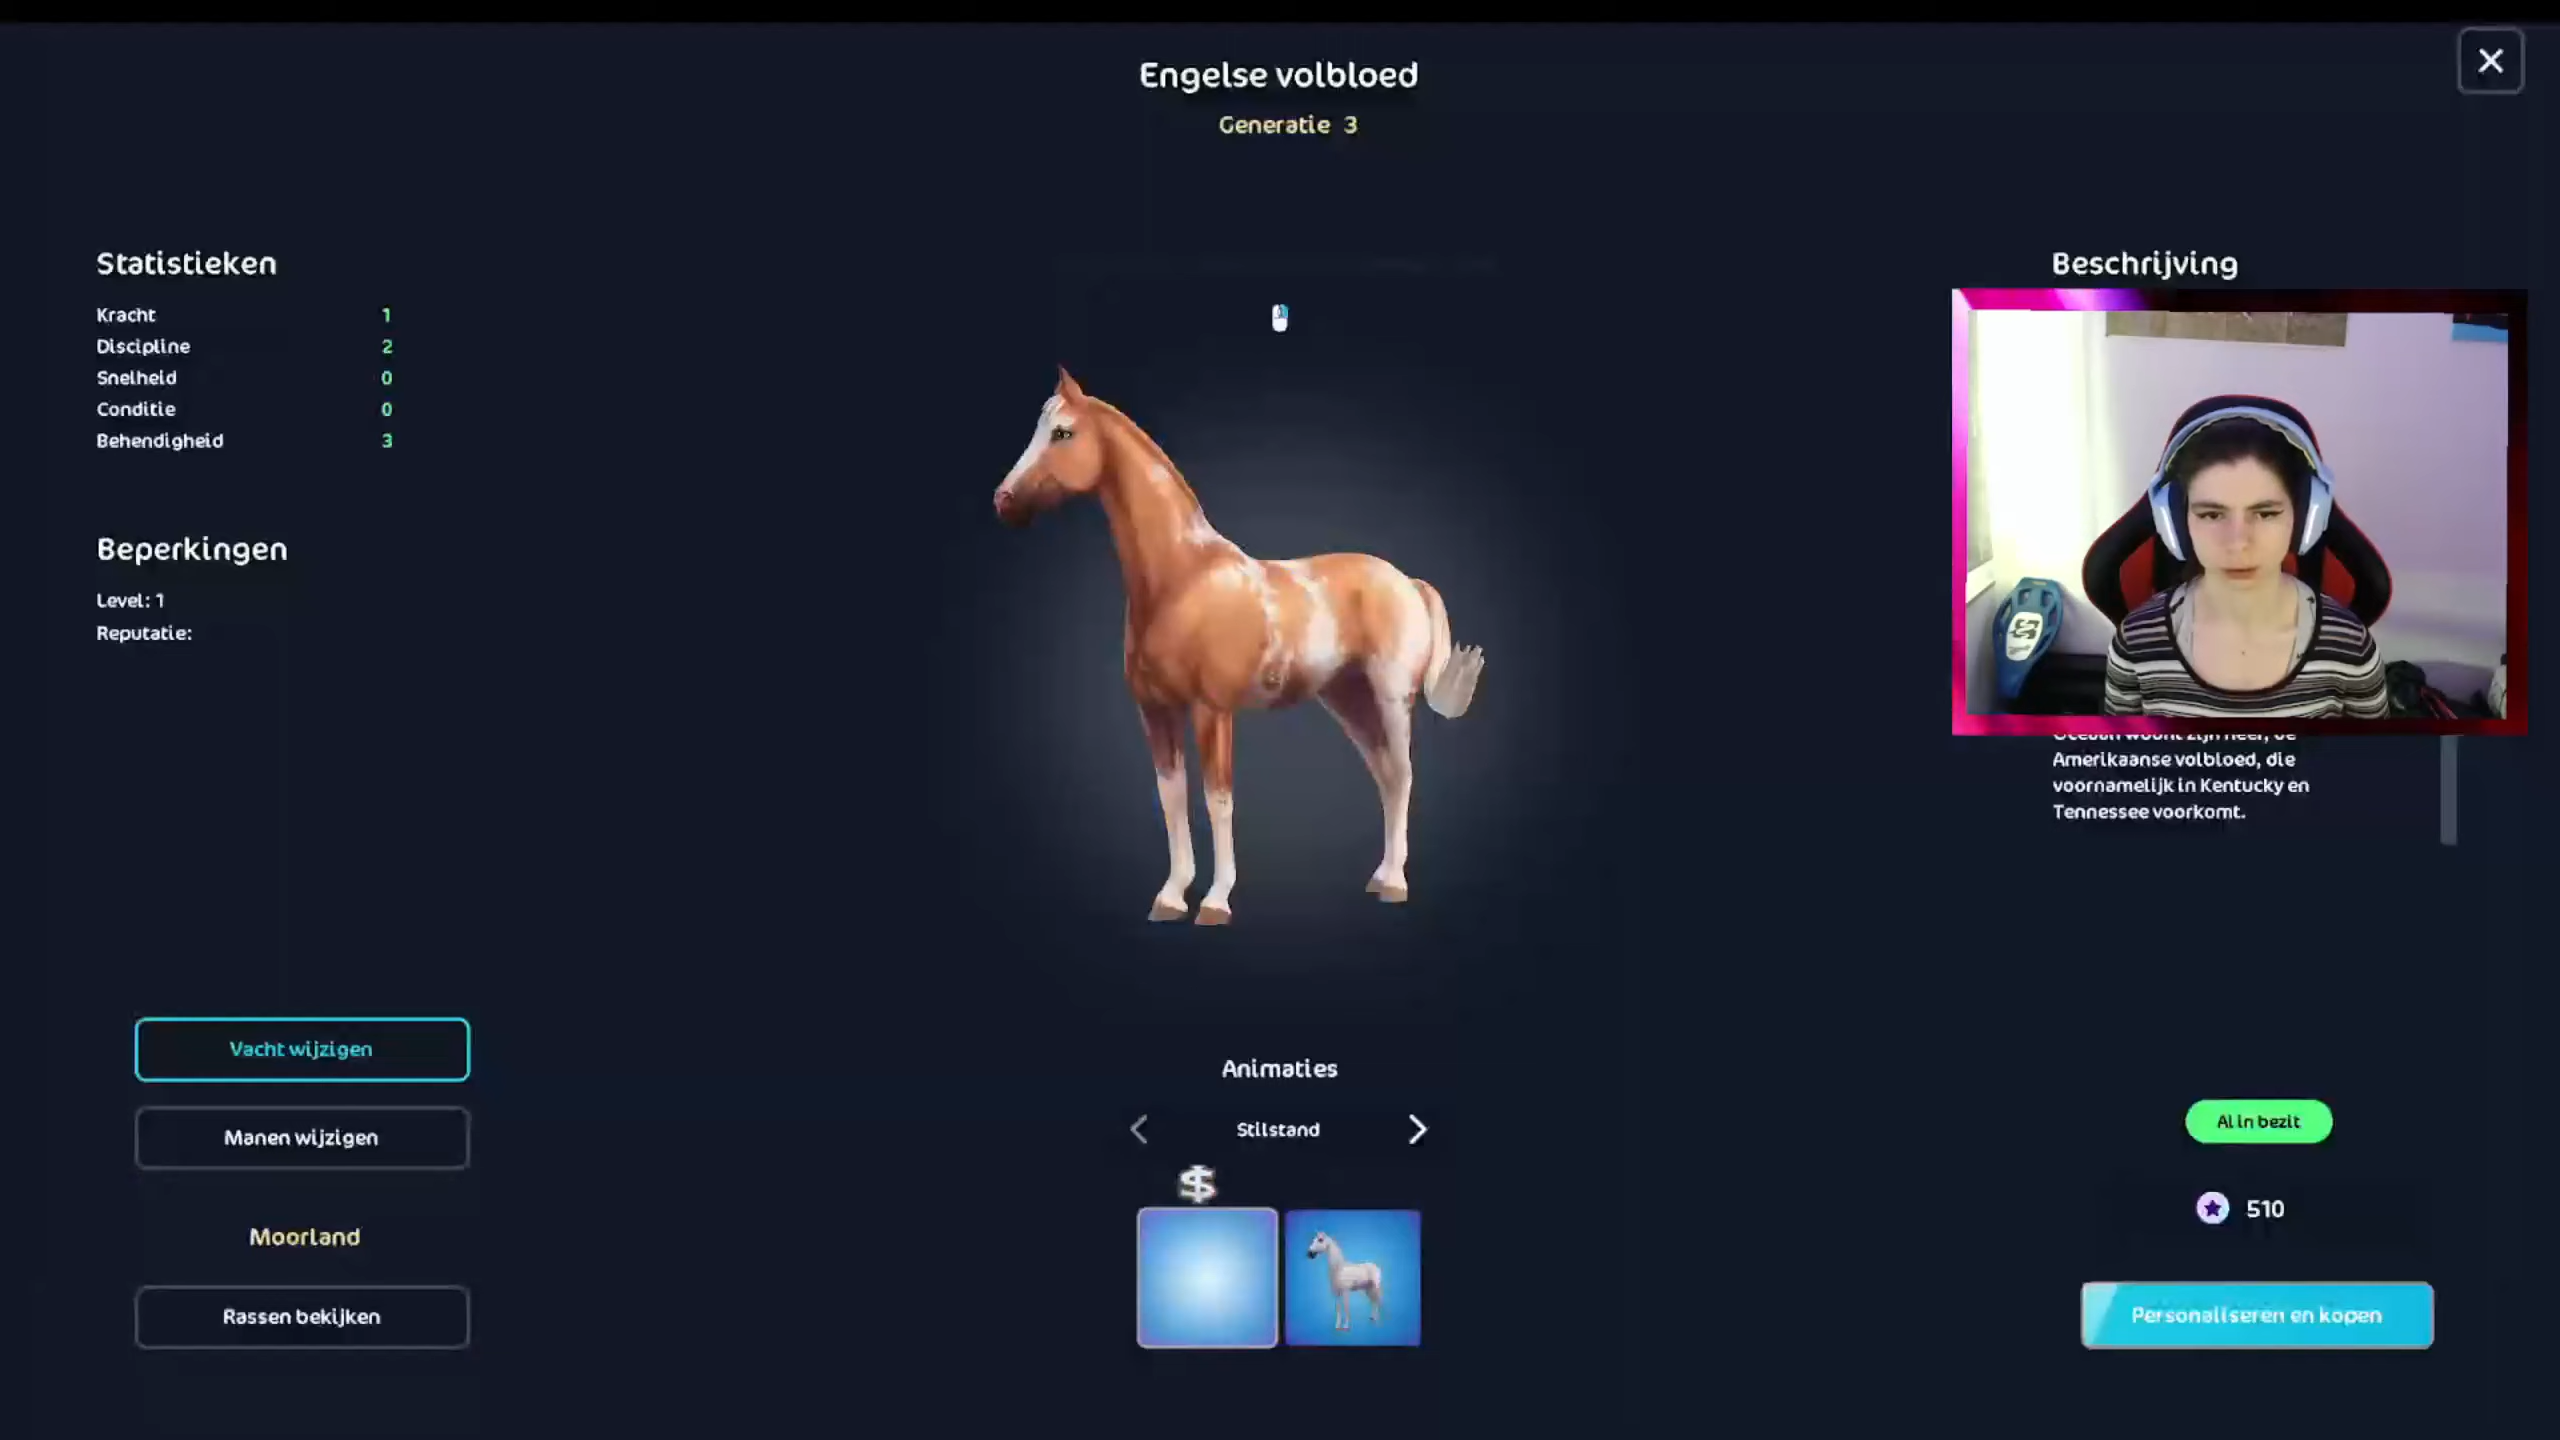 Engelse volbloed
Generatie 3
Statistieken
Kracht 1
Discipline 2
Snelheid 0
Conditie 0
Behendigheid 3
Beperkingen
Level: 1
Reputatie:
Vacht wijzigen
Manen wijzigen
Moorland
Rassen bekijken
Animaties
Stilstand
$
Beschrijving
Amerikaanse volbloed, die
voornamelijk in Kentucky en
Tennessee voorkomt.
Al in bezit
510
Personaliseren en kopen